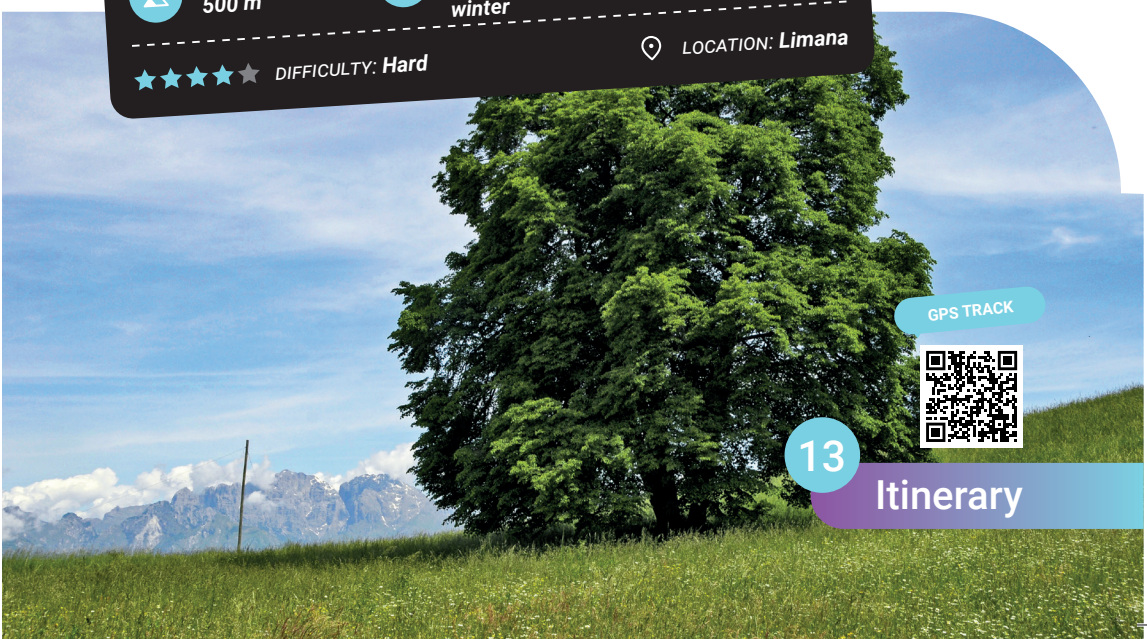 500 m
winter
DIFFICULTY: Hard
LOCATION: Limana
GPS TRACK
13
Itinerary